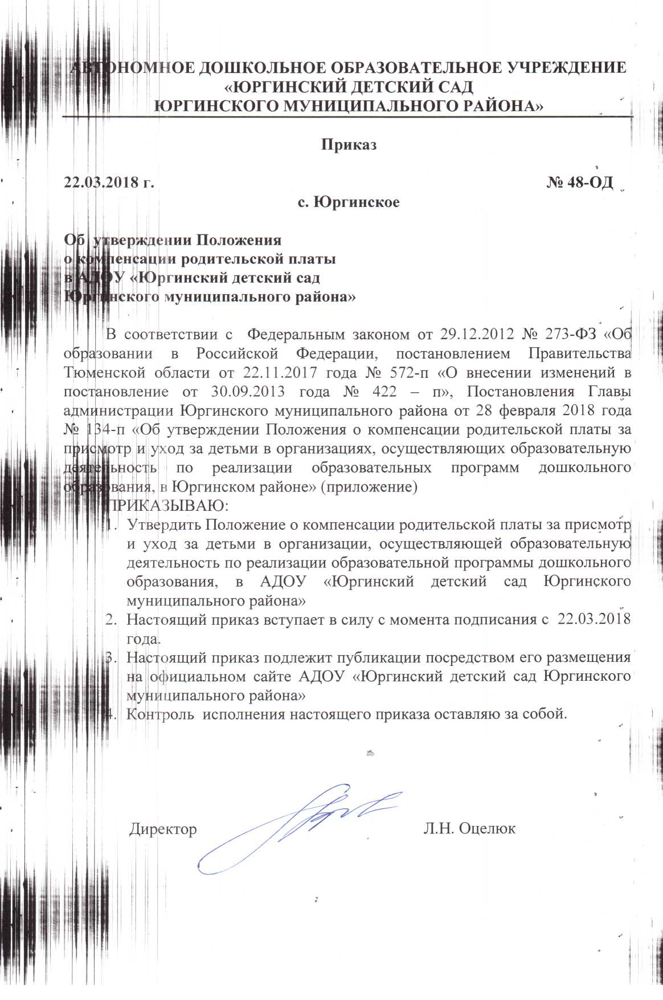 АВТОНОМНОЕ ДОШКОЛЬНОЕ ОБРАЗОВАТЕЛЬНОЕ УЧРЕЖДЕНИЕ
«ЮРГИНСКИЙ ДЕТСКИЙ САД
ЮРГИНСКОГО МУНИЦИПАЛЬНОГО РАЙОНА»
Приказ
22.03.2018 г. № 48-ОД
с. Юргинское
Об утверждении Положения
о компенсации родительской платы
в АДОУ «Юргинский детский сад
Юргинского муниципального района»
В соответствии с Федеральным законом от 29.12.2012 № 273-ФЗ «Об
образовании в Российской Федерации, постановлением Правительства
Тюменской области от 22.11.2017 года № 572-п «О внесении изменений в
постановление от 30.09.2013 года № 422 – п», Постановления Главы
администрации Юргинского муниципального района от 28 февраля 2018 года
№ 134-п «Об утверждении Положения о компенсации родительской платы за
присмотр и уход за детьми в организациях, осуществляющих образовательную
деятельность по реализации образовательных программ дошкольного
образования, в Юргинском районе» (приложение)
ПРИКАЗЫВАЮ:
1. Утвердить Положение о компенсации родительской платы за присмотр
и уход за детьми в организации, осуществляющей образовательную
деятельность по реализации образовательной программы дошкольного
образования, в АДОУ «Юргинский детский сад Юргинского
муниципального района»
2. Настоящий приказ вступает в силу с момента подписания с 22.03.2018
года.
3. Настоящий приказ подлежит публикации посредством его размещения
на официальном сайте АДОУ «Юргинский детский сад Юргинского
муниципального района»
4. Контроль исполнения настоящего приказа оставляю за собой.
Директор Л.Н. Оцелюк